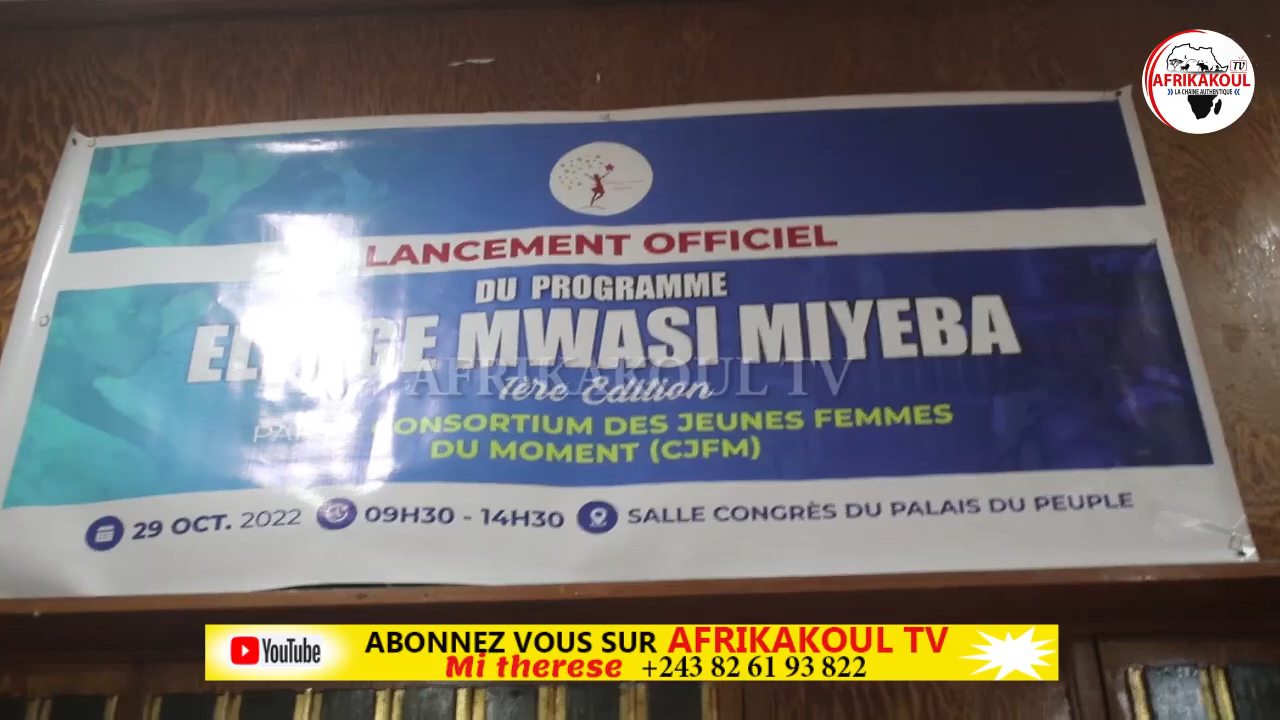 TV
AFRIKAKOUL
LA CHAINE AUTHENTIQUE
LANCEMENT OFFICIEL
DU PROGRAMME
MWASI MIYEBA
AFRIKAKOUL TV
1ère Edition
DES JEUNES FEMMES
DU MOMENT (CJFM)
29 OCT. 2022 09H30 - 14H30 SALLE CONGRÈS DU PALAIS DU PEUPLE
YouTube ABONNEZ VOUS SUR AFRIKAKOUL TV
Mi therese +243 82 61 93 822